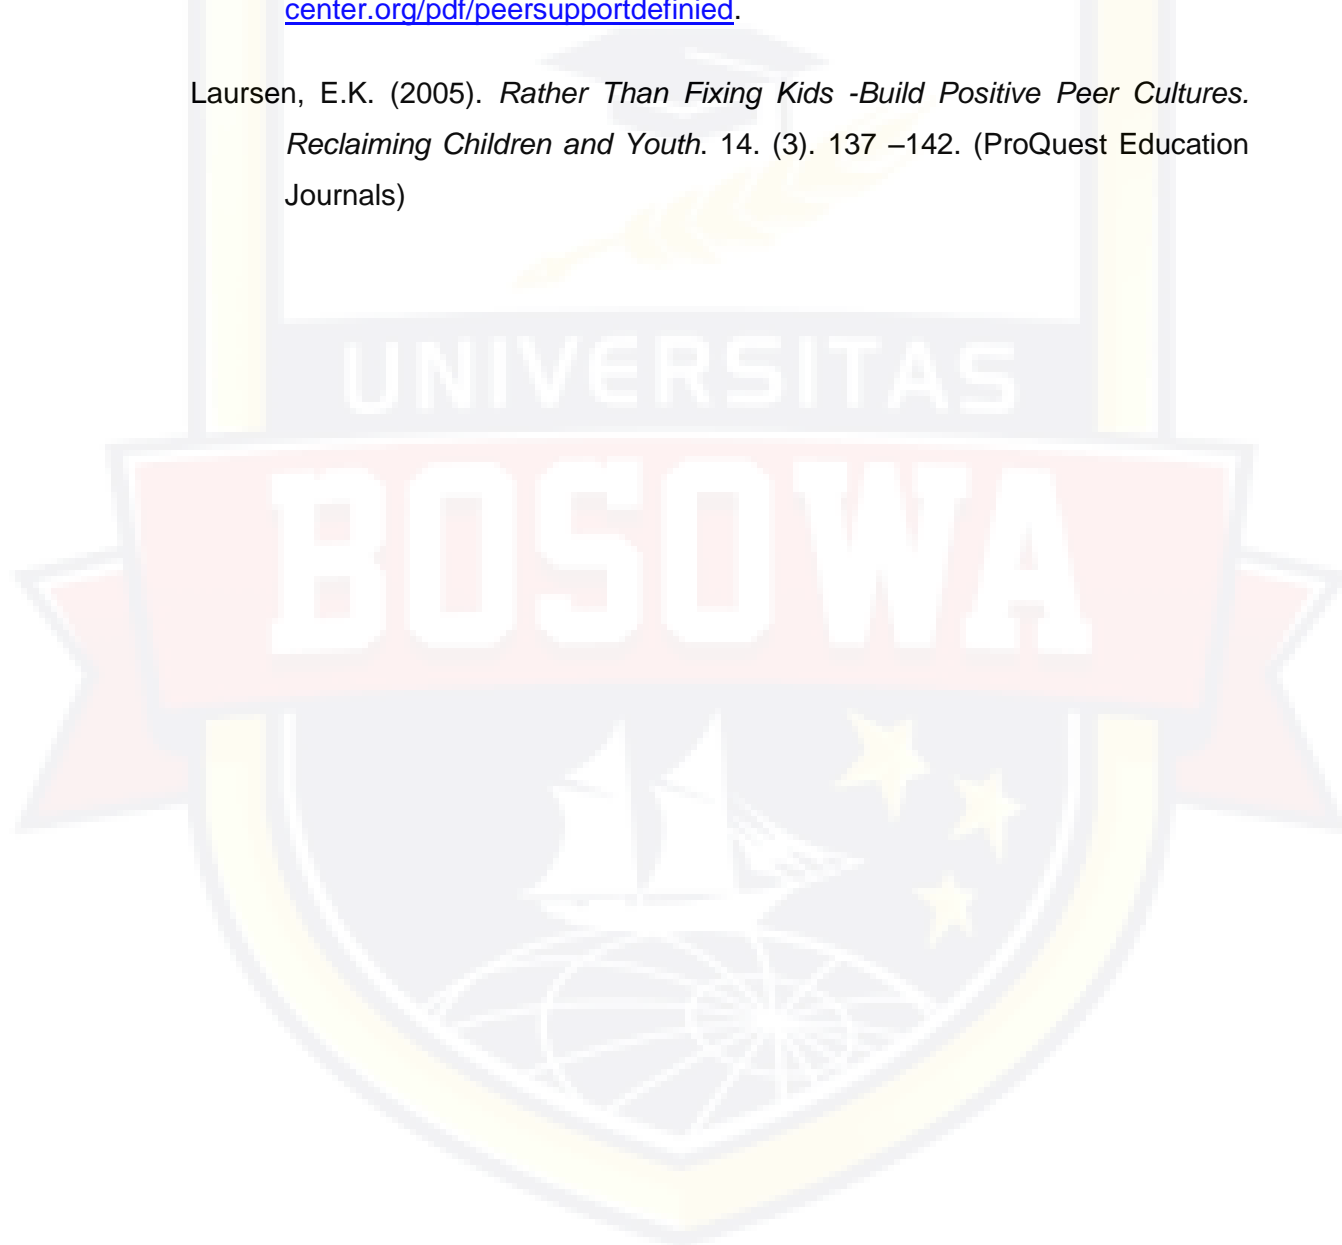 center.org/pdf/peersupportdefinied.
Laursen, E.K. (2005). Rather Than Fixing Kids -Build Positive Peer Cultures.
Reclaiming Children and Youth. 14. (3). 137 –142. (ProQuest Education
Journals)
UNIVERSITAS
BOSOWA